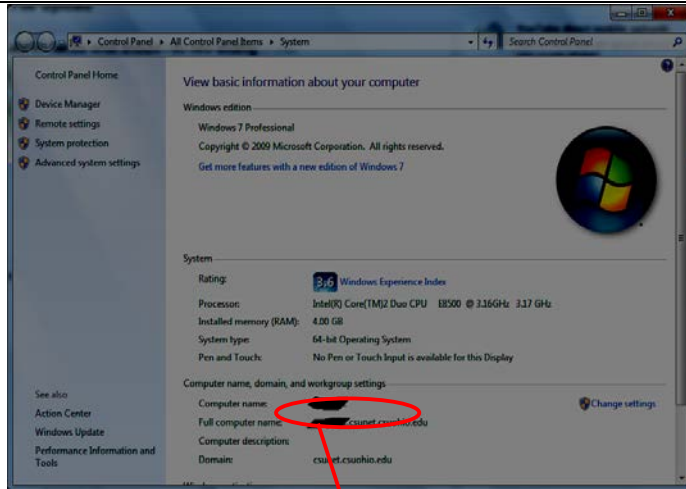 Control Panel ▸ All Control Panel Items ▸ System
Search Control Panel
Control Panel Home
Device Manager
Remote settings
System protection
Advanced system settings
See also
Action Center
Windows Update
Performance Information and
Tools
View basic information about your computer
Windows edition
Windows 7 Professional
Copyright © 2009 Microsoft Corporation. All rights reserved.
Get more features with a new edition of Windows 7
System
Rating: 3,6 Windows Experience Index
Processor: Intel(R) Core(TM)2 Duo CPU E8500 @ 3.16GHz 3.17 GHz
Installed memory (RAM): 4.00 GB
System type: 64-bit Operating System
Pen and Touch: No Pen or Touch Input is available for this Display
Computer name, domain, and workgroup settings
Computer name:
Change settings
Full computer name: .csunet.csuohio.edu
Computer description:
Domain: csunet.csuohio.edu